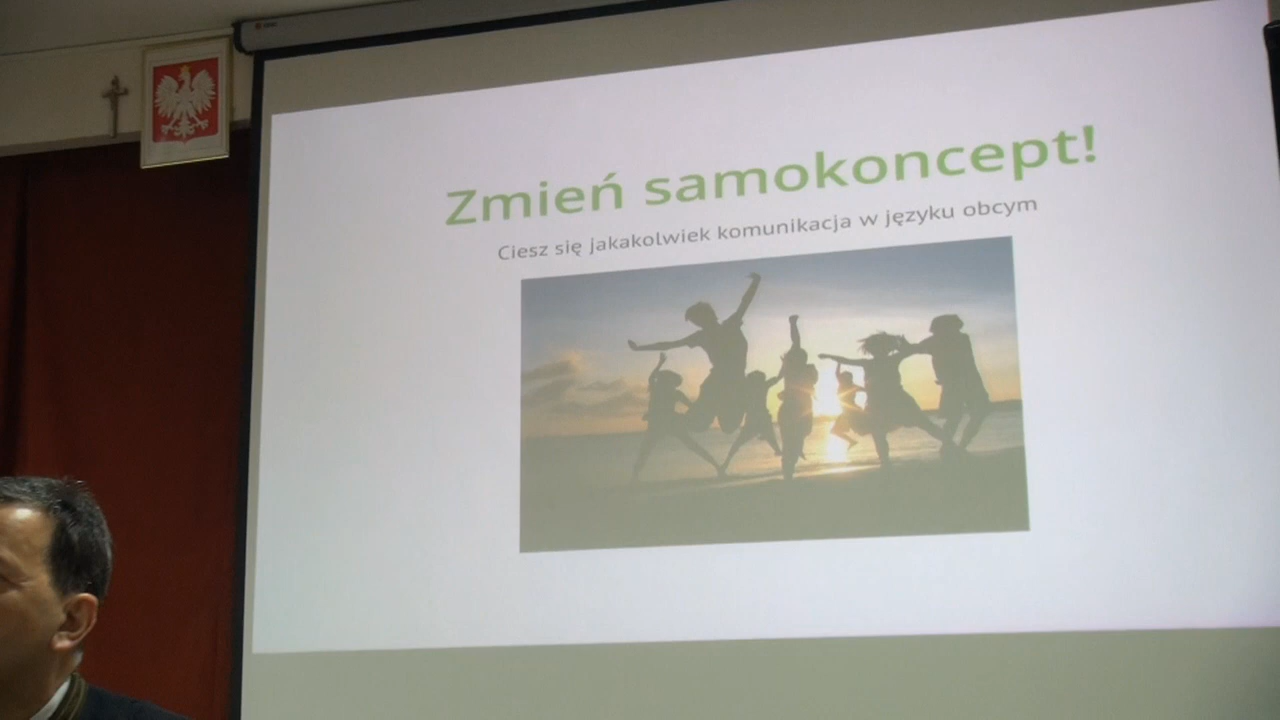 Zmień samokoncept!
Ciesz się jakakolwiek komunikacja w języku obcym